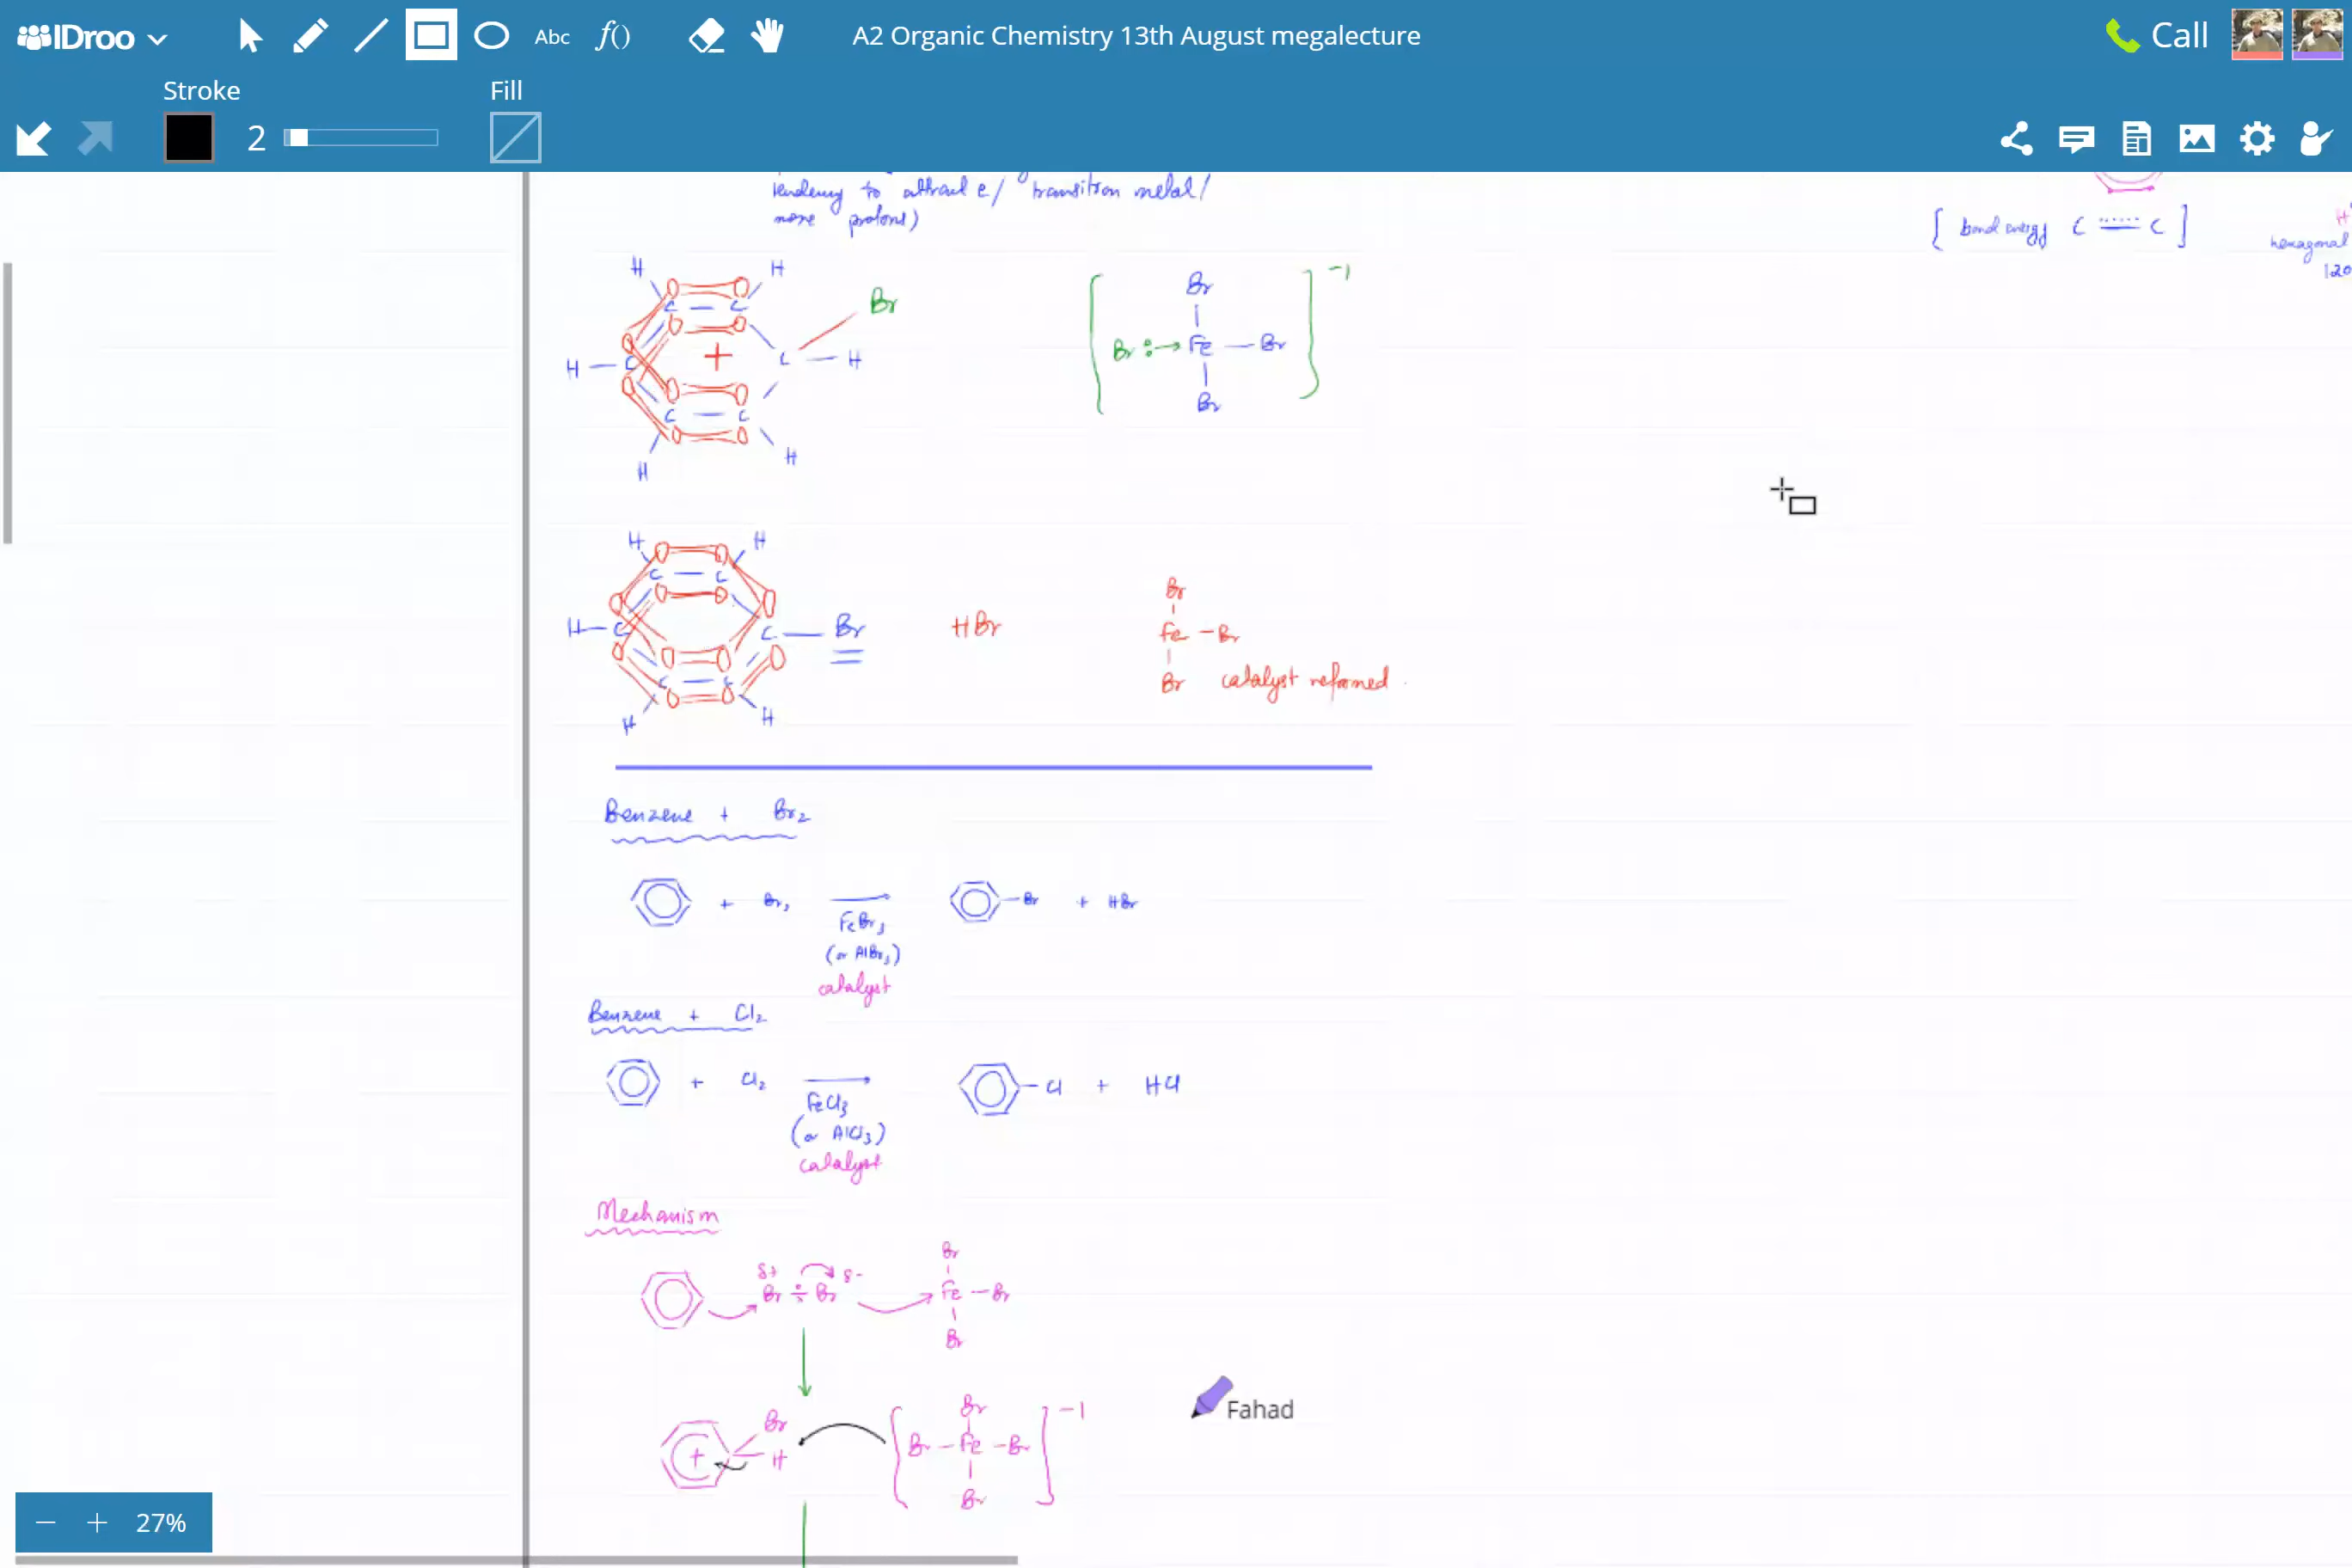 IDroo
Abc
f()
A2 Organic Chemistry 13th August megalecture
Call
Stroke
Fill
2
tendency to attract e/ transition metal/
more protons)
[ bond energy C C ]
hexagonal
120
H H
C – C
Br
H – C + C – H
C – C
H H
[ Br
Br : → Fe – Br
Br ] -1
H H
C – C
H – C C – Br
C – C
H H
HBr
Br
Fe – Br
Br catalyst reformed.
Benzene + Br2
+ Br2 → – Br + HBr
FeBr3
(or AlBr3)
catalyst
Benzene + Cl2
+ Cl2 → – Cl + HCl
FeCl3
(or AlCl3)
catalyst
Mechanism
δ+ δ-
Br Br
Br
Fe – Br
Br
Br
+ H
[ Br
Br – Fe – Br
Br ] -1
Fahad
– + 27%